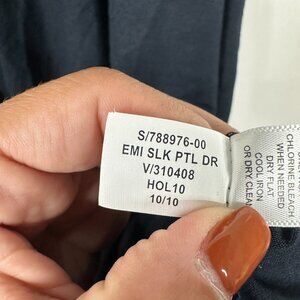 S/788976-00
EMI SLK PTL DR
V/310408
HOL10
10/10
CHLORINE BLEACH
WHEN NEEDED
DRY FLAT
COOL IRON
OR DRY CLEAN